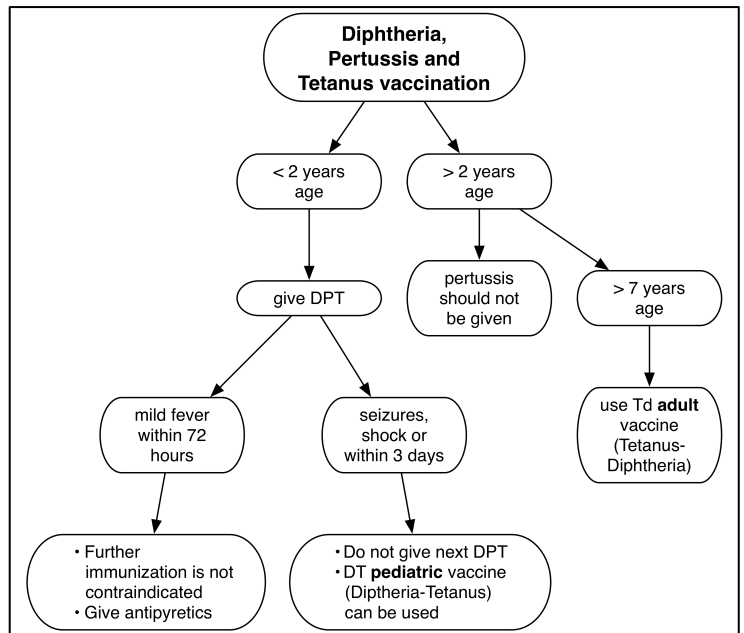 Diphtheria,
Pertussis and
Tetanus vaccination
< 2 years
age
> 2 years
age
give DPT
pertussis
should not
be given
> 7 years
age
mild fever
within 72
hours
seizures,
shock or
within 3 days
use Td adult
vaccine
(Tetanus-
Diphtheria)
• Further
immunization is not
contraindicated
• Give antipyretics
• Do not give next DPT
• DT pediatric vaccine
(Diptheria-Tetanus)
can be used